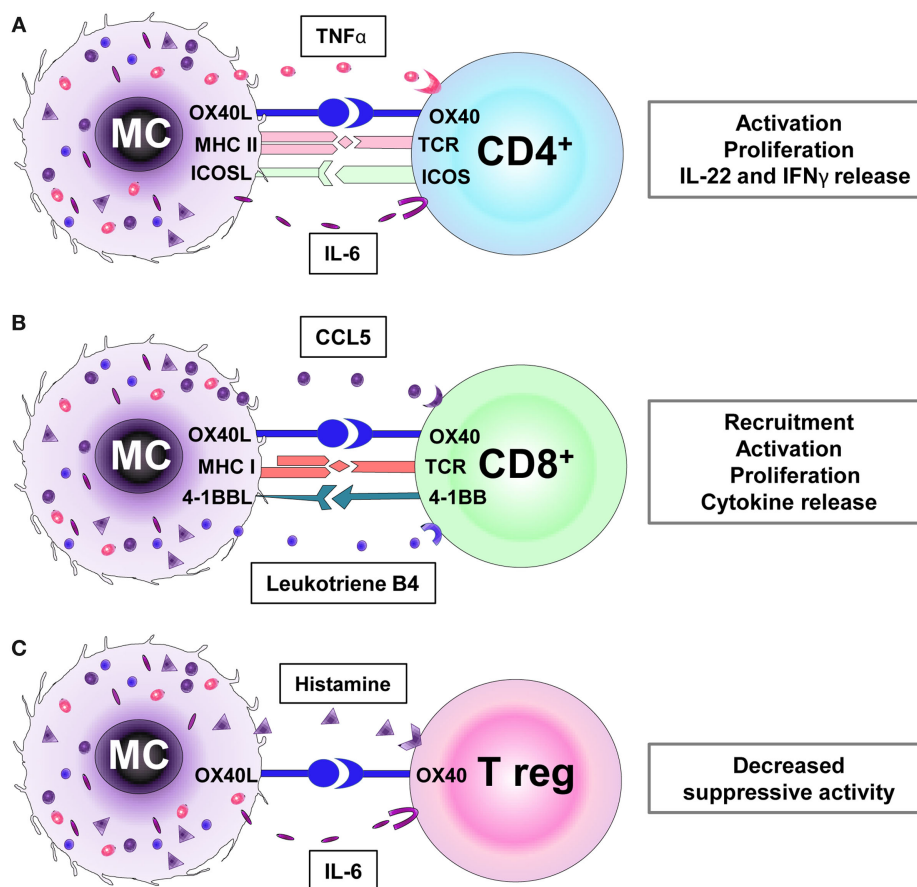 A
TNFα
OX40L
OX40
MC
MHC II
TCR
CD4+
ICOSL
ICOS
IL-6
Activation
Proliferation
IL-22 and IFNγ release
B
CCL5
OX40L
OX40
MC
MHC I
TCR
CD8+
4-1BBL
4-1BB
Leukotriene B4
Recruitment
Activation
Proliferation
Cytokine release
C
Histamine
MC
OX40L
OX40
T reg
IL-6
Decreased
suppressive activity